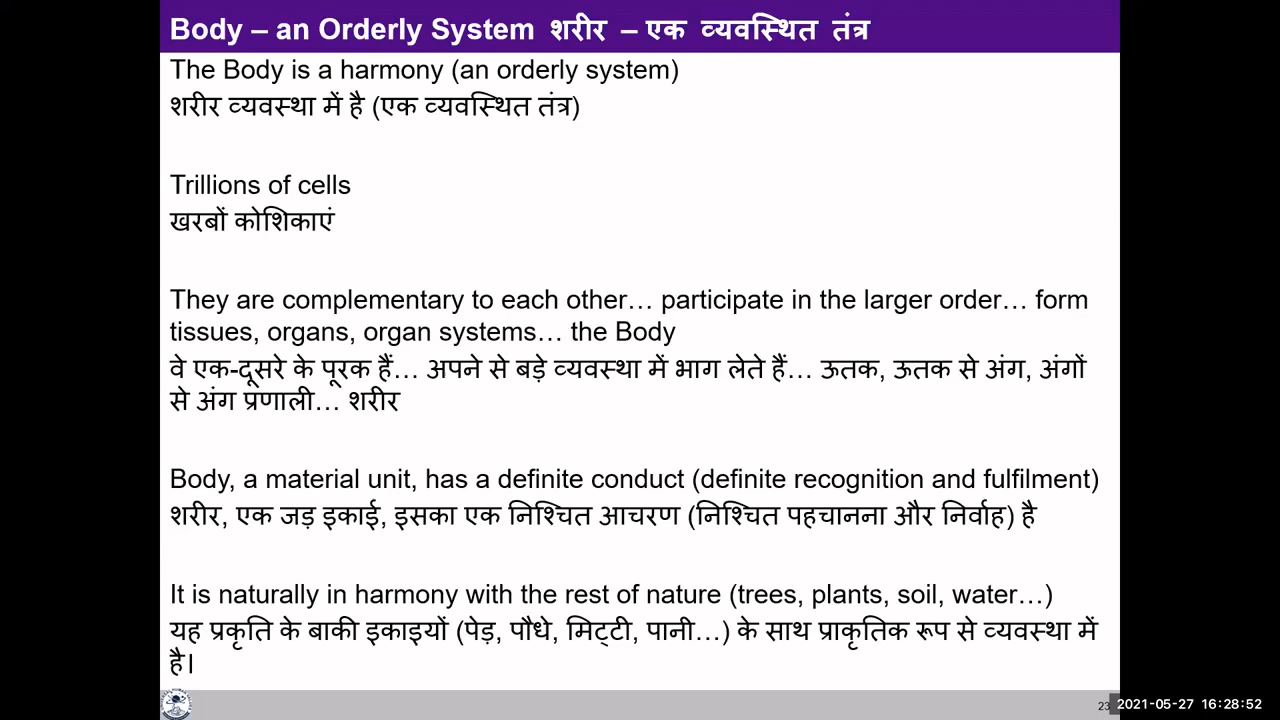 Body – an Orderly System शरीर – एक व्यवस्थित तंत्र
The Body is a harmony (an orderly system)
शरीर व्यवस्था में है (एक व्यवस्थित तंत्र)
Trillions of cells
खरबों कोशिकाएं
They are complementary to each other… participate in the larger order… form
tissues, organs, organ systems… the Body
वे एक-दूसरे के पूरक हैं… अपने से बड़े व्यवस्था में भाग लेते हैं… ऊतक, ऊतक से अंग, अंगों
से अंग प्रणाली… शरीर
Body, a material unit, has a definite conduct (definite recognition and fulfilment)
शरीर, एक जड़ इकाई, इसका एक निश्चित आचरण (निश्चित पहचानना और निर्वाह) है
It is naturally in harmony with the rest of nature (trees, plants, soil, water…)
यह प्रकृति के बाकी इकाइयों (पेड़, पौधे, मिट्टी, पानी…) के साथ प्राकृतिक रूप से व्यवस्था में
है।
23
2021-05-27 16:28:52